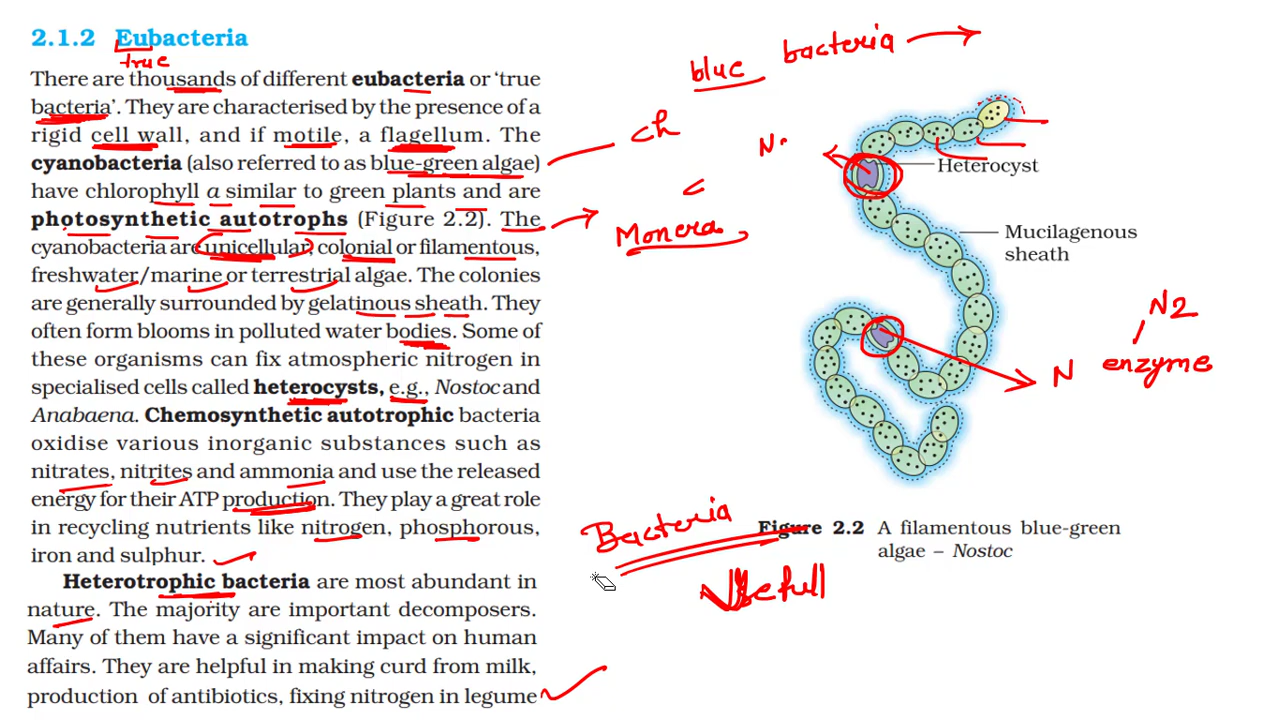 2.1.2 Eubacteria
true
There are thousands of different eubacteria or ‘true
bacteria’. They are characterised by the presence of a
rigid cell wall, and if motile, a flagellum. The
cyanobacteria (also referred to as blue-green algae)
have chlorophyll a similar to green plants and are
photosynthetic autotrophs (Figure 2.2). The
cyanobacteria are unicellular, colonial or filamentous,
freshwater/marine or terrestrial algae. The colonies
are generally surrounded by gelatinous sheath. They
often form blooms in polluted water bodies. Some of
these organisms can fix atmospheric nitrogen in
specialised cells called heterocysts, e.g., Nostoc and
Anabaena. Chemosynthetic autotrophic bacteria
oxidise various inorganic substances such as
nitrates, nitrites and ammonia and use the released
energy for their ATP production. They play a great role
in recycling nutrients like nitrogen, phosphorous,
iron and sulphur.
Heterotrophic bacteria are most abundant in
nature. The majority are important decomposers.
Many of them have a significant impact on human
affairs. They are helpful in making curd from milk,
production of antibiotics, fixing nitrogen in legume
blue bacteria
ch
N
Monera
Heterocyst
Mucilagenous
sheath
N2
N enzyme
Bacteria
Usefull
Figure 2.2 A filamentous blue-green
algae – Nostoc